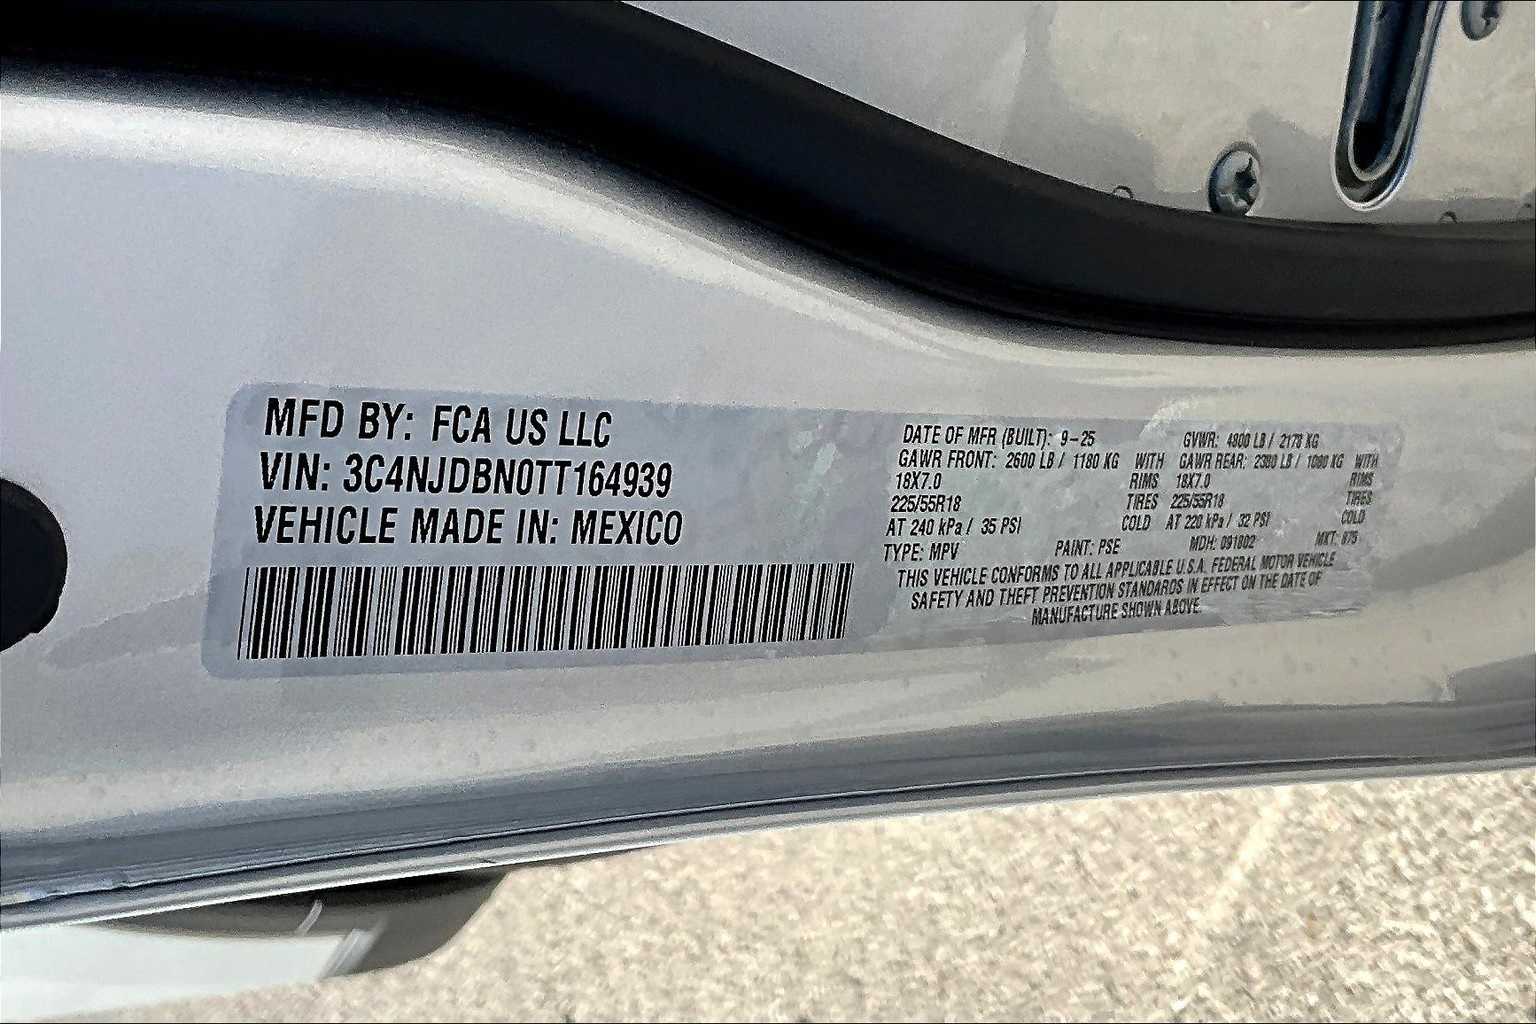 MFD BY: FCA US LLC
VIN: 3C4NJDBN0TT164939
VEHICLE MADE IN: MEXICO
DATE OF MFR (BUILT): 9-25 GVWR: 4800 LB / 2178 KG
GAWR FRONT: 2600 LB / 1180 KG WITH GAWR REAR: 2380 LB / 1080 KG WITH
18X7.0 RIMS 18X7.0 RIMS
225/55R18 TIRES 225/55R18 TIRES
AT 240 kPa / 35 PSI COLD AT 220 kPa / 32 PSI COLD
TYPE: MPV PAINT: PSE MDH: 091802 MXT: 875
THIS VEHICLE CONFORMS TO ALL APPLICABLE U.S.A. FEDERAL MOTOR VEHICLE
SAFETY AND THEFT PREVENTION STANDARDS IN EFFECT ON THE DATE OF
MANUFACTURE SHOWN ABOVE